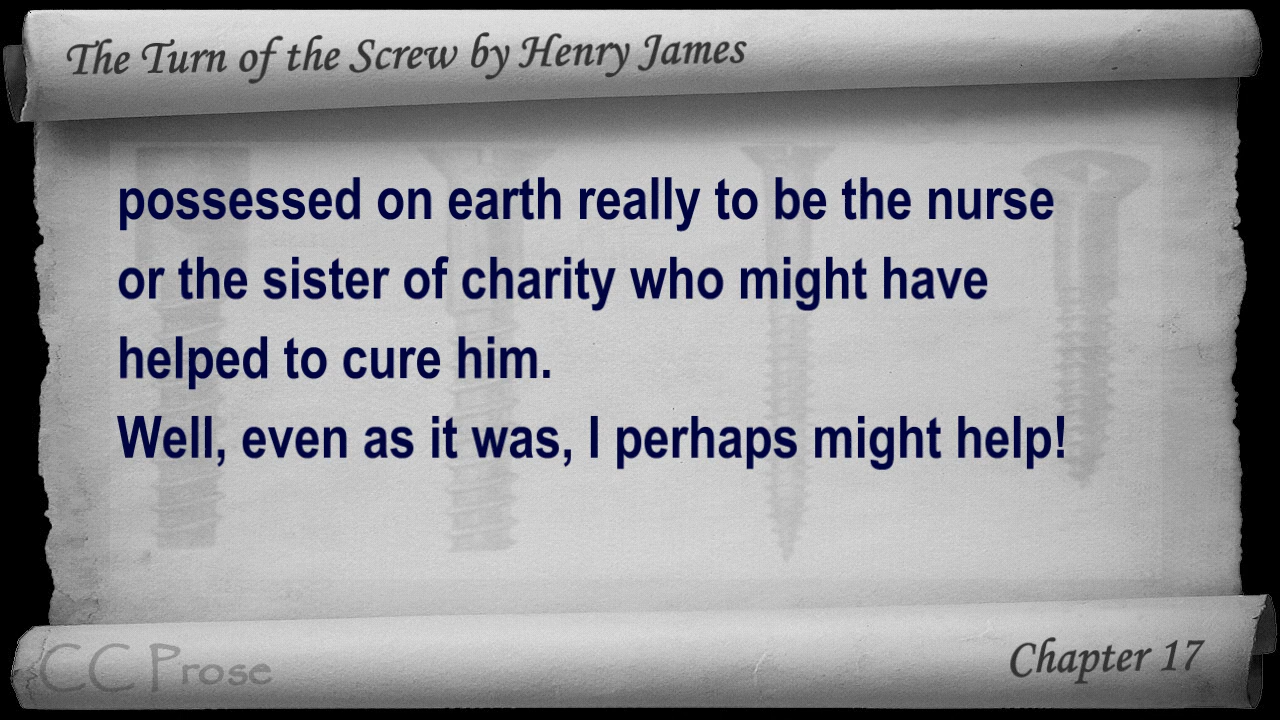 The Turn of the Screw by Henry James
possessed on earth really to be the nurse
or the sister of charity who might have
helped to cure him.
Well, even as it was, I perhaps might help!
CC Prose
Chapter 17